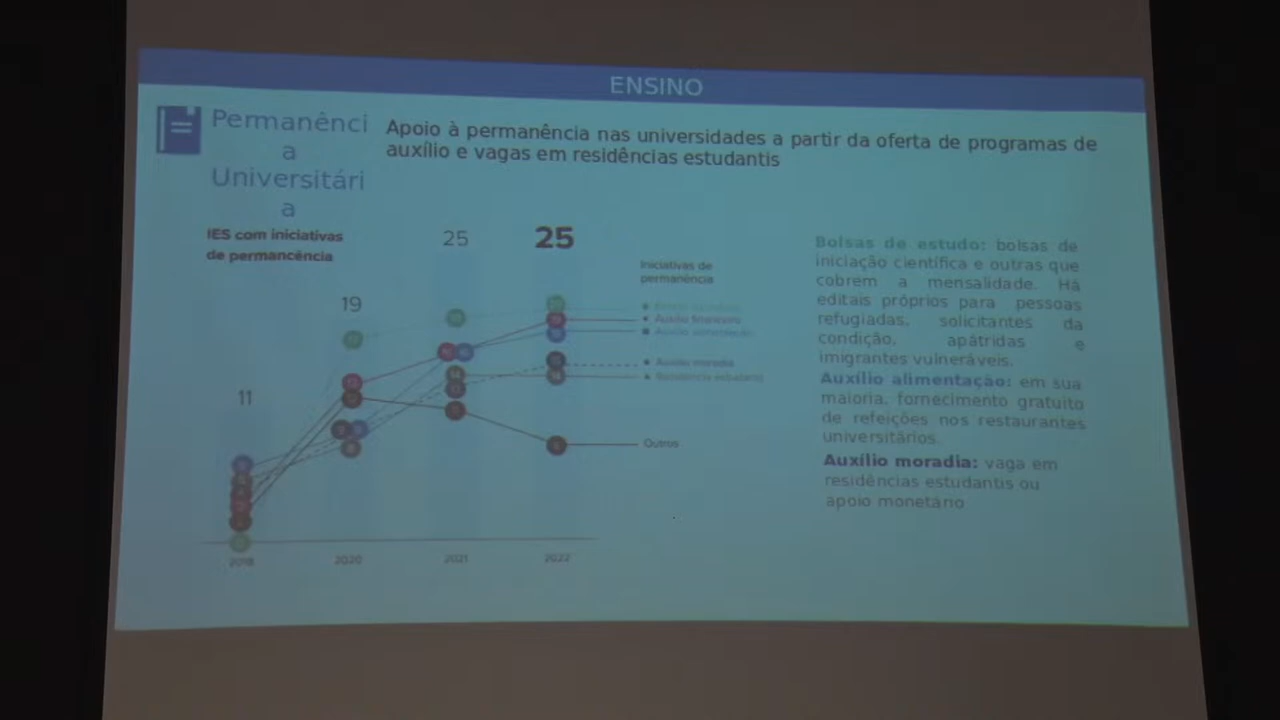 ENSINO
Permanênci
a
Universitári
a
Apoio à permanência nas universidades a partir da oferta de programas de
auxílio e vagas em residências estudantis
IES com iniciativas
de permancência
11
19
25
25
Iniciativas de
permanência
Auxílio financeiro
Auxílio moradia
Outros
2020
2021
2022
Bolsas de estudo: bolsas de
iniciação científica e outras que
cobrem a mensalidade. Há
editais próprios para pessoas
refugiadas, solicitantes da
condição, apátridas e
imigrantes vulneráveis.
Auxílio alimentação: em sua
maioria, fornecimento gratuito
de refeições nos restaurantes
universitários.
Auxílio moradia: vaga em
residências estudantis ou
apoio monetário